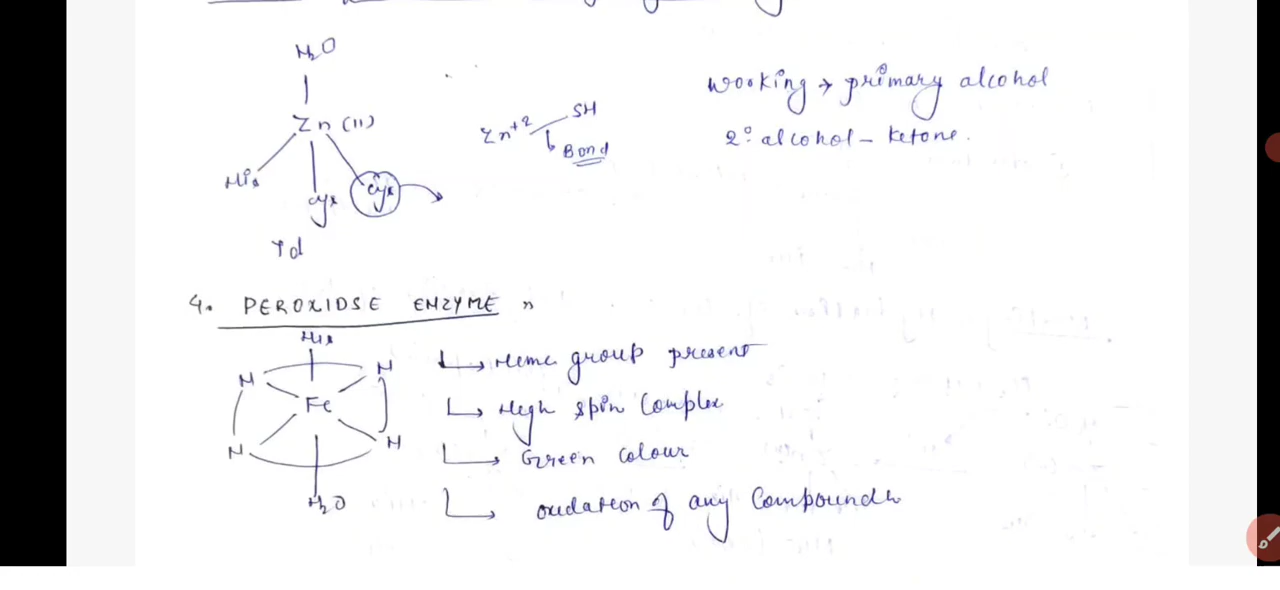 H₂O
Zn (II)
His
cys
cys
Td
Zn⁺²
SH
Bond
Working → primary alcohol
2° alcohol - ketone.
4. PEROXIDSE ENZYME »
His
N
N
Fe
N
N
H₂O
Heme group present
High spin Complex
Green colour
oxidation of any Compounds